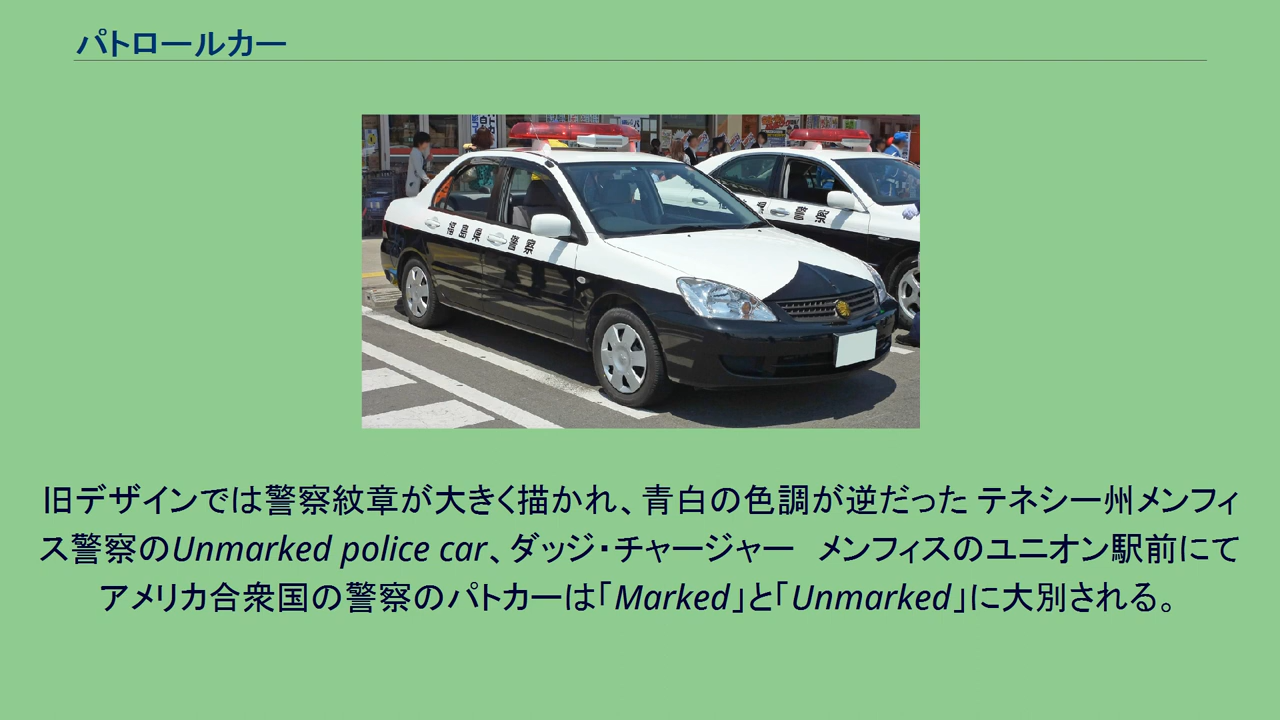 パトロールカー
旧デザインでは警察紋章が大きく描かれ、青白の色調が逆だった テネシー州メンフィ
ス警察のUnmarked police car、ダッジ・チャージャー　メンフィスのユニオン駅前にて
アメリカ合衆国の警察のパトカーは「Marked」と「Unmarked」に大別される。